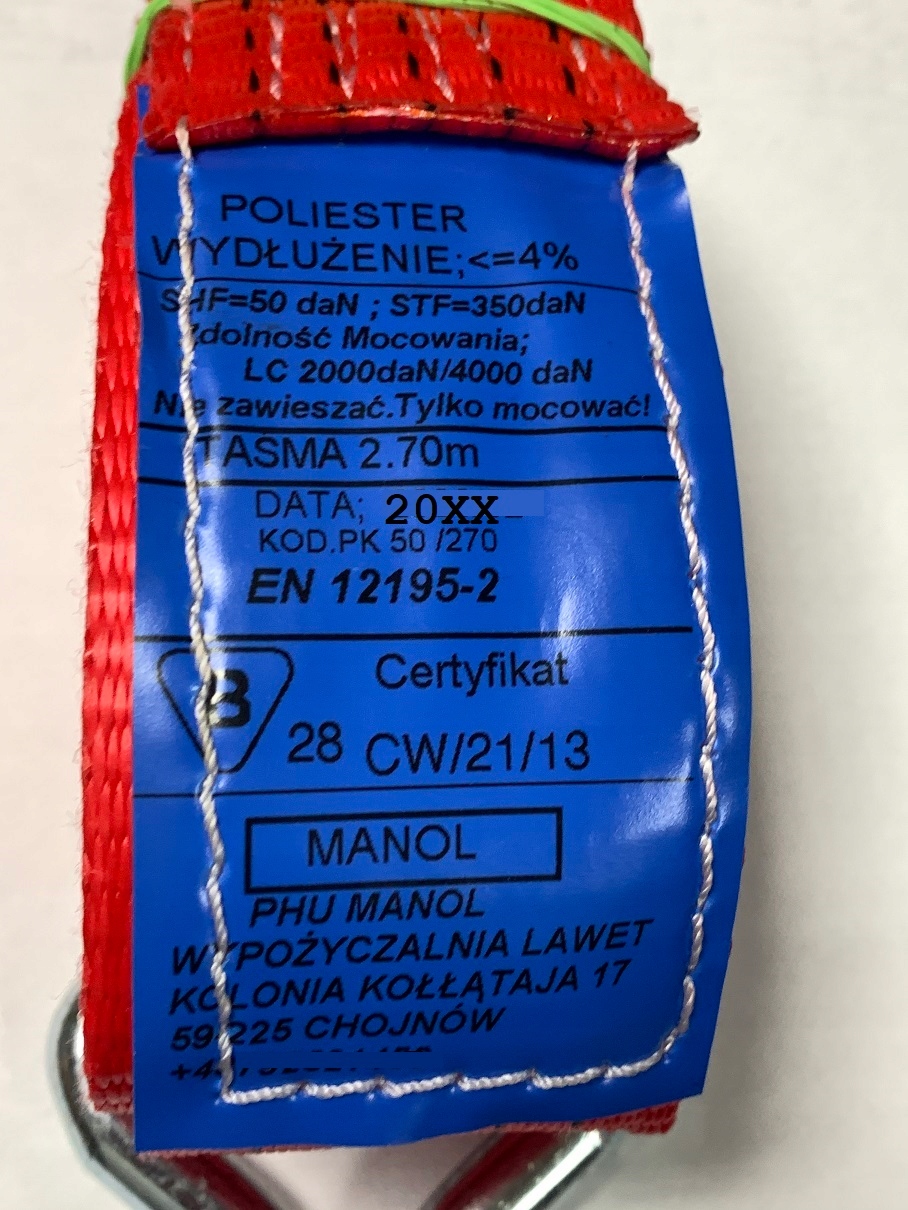 POLIESTER
WYDŁUŻENIE;<=4%
SHF=50 daN ; STF=350daN
Zdolność Mocowania;
LC 2000daN/4000 daN
Nie zawieszać.Tylko mocować!
TASMA 2.70m
DATA; 20XX
KOD.PK 50 /270
EN 12195-2
B
Certyfikat
28 CW/21/13
MANOL
PHU MANOL
WYPOŻYCZALNIA LAWET
KOLONIA KOŁŁĄTAJA 17
59 225 CHOJNÓW